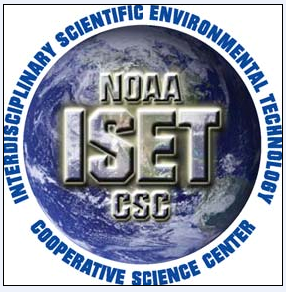 INTERDISCIPLINARY SCIENTIFIC ENVIRONMENTAL TECHNOLOGY
NOAA
ISET
CSC
COOPERATIVE SCIENCE CENTER